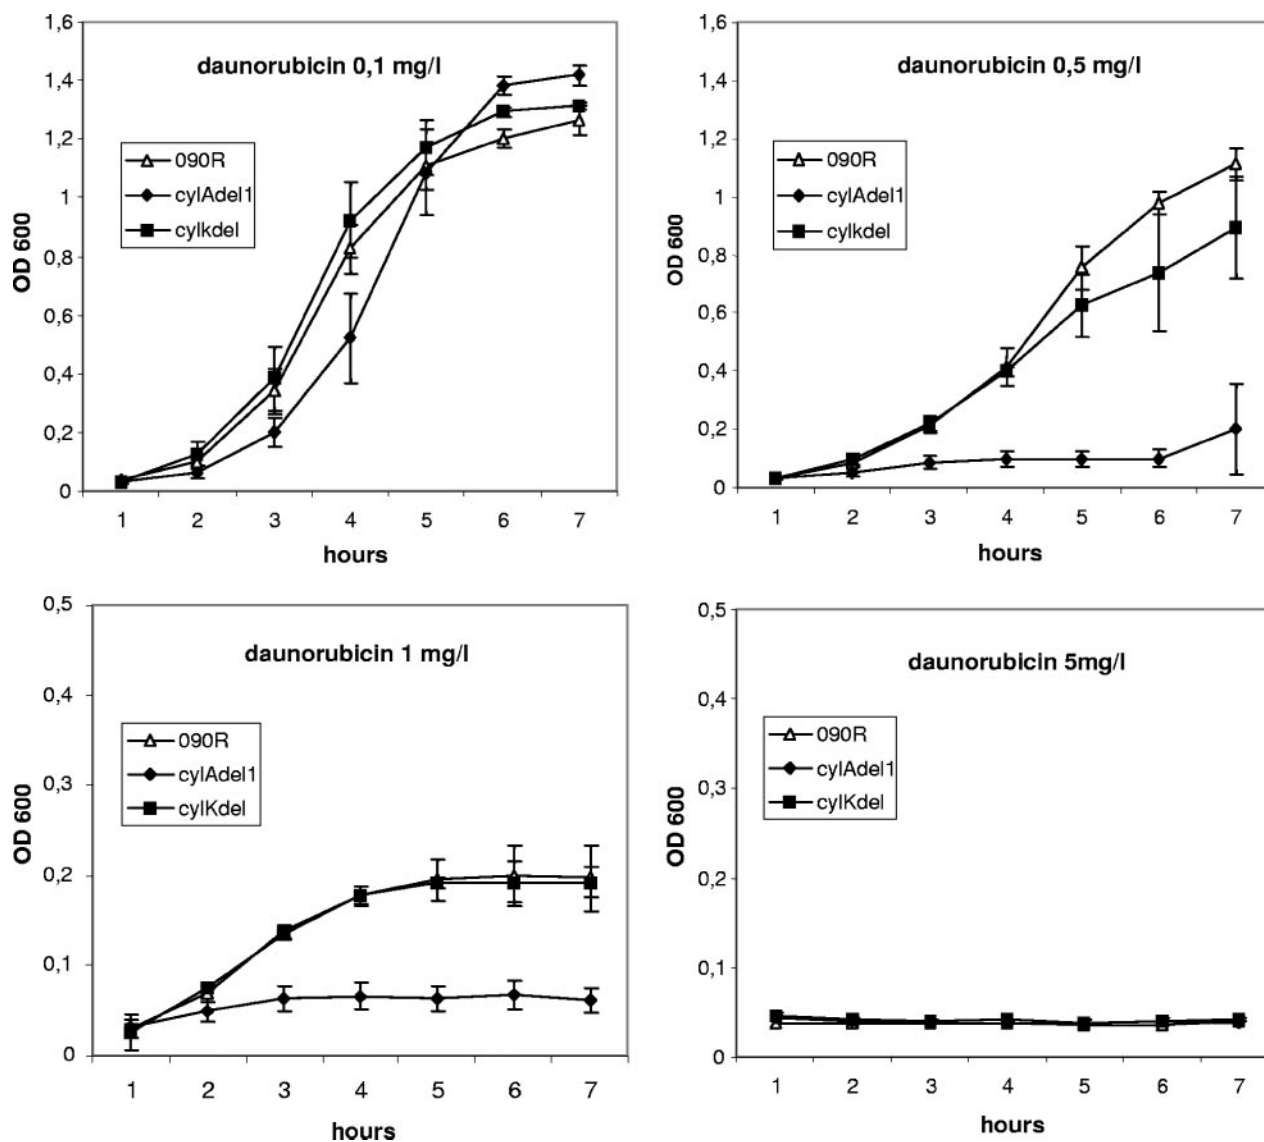 daunorubicin 0,1 mg/l
1,6
1,4
1,2
1
0,8
0,6
0,4
0,2
0
OD 600
090R
cylAdel1
cylkdel
1 2 3 4 5 6 7
hours
daunorubicin 0,5 mg/l
1,6
1,4
1,2
1
0,8
0,6
0,4
0,2
0
OD 600
090R
cylAdel1
cylkdel
1 2 3 4 5 6 7
hours
daunorubicin 1 mg/l
0,5
0,4
0,3
0,2
0,1
0
OD 600
090R
cylAdel1
cylKdel
1 2 3 4 5 6 7
hours
daunorubicin 5mg/l
0,5
0,4
0,3
0,2
0,1
0
OD 600
090R
cylAdel1
cylKdel
1 2 3 4 5 6 7
hours